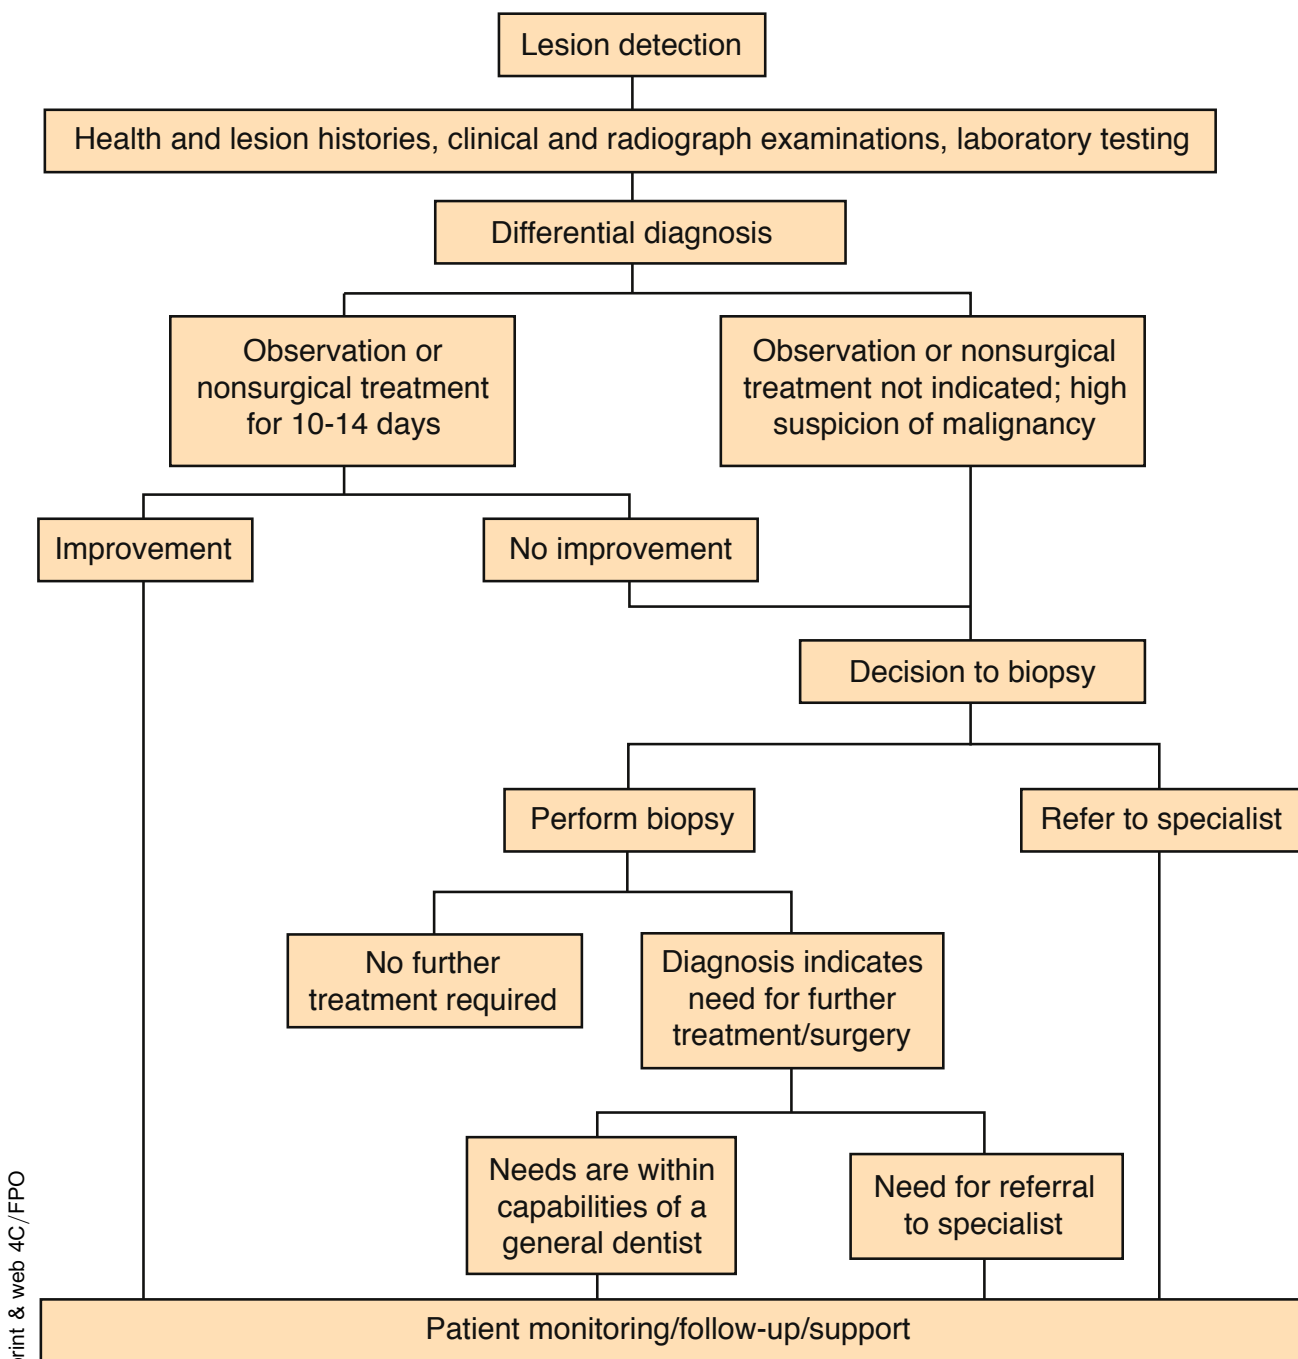 Lesion detection
Health and lesion histories, clinical and radiograph examinations, laboratory testing
Differential diagnosis
Observation or
nonsurgical treatment
for 10-14 days
Observation or nonsurgical
treatment not indicated; high
suspicion of malignancy
Improvement
No improvement
Decision to biopsy
Perform biopsy
Refer to specialist
No further
treatment required
Diagnosis indicates
need for further
treatment/surgery
Needs are within
capabilities of a
general dentist
Need for referral
to specialist
Patient monitoring/follow-up/support
print & web 4C/FPO